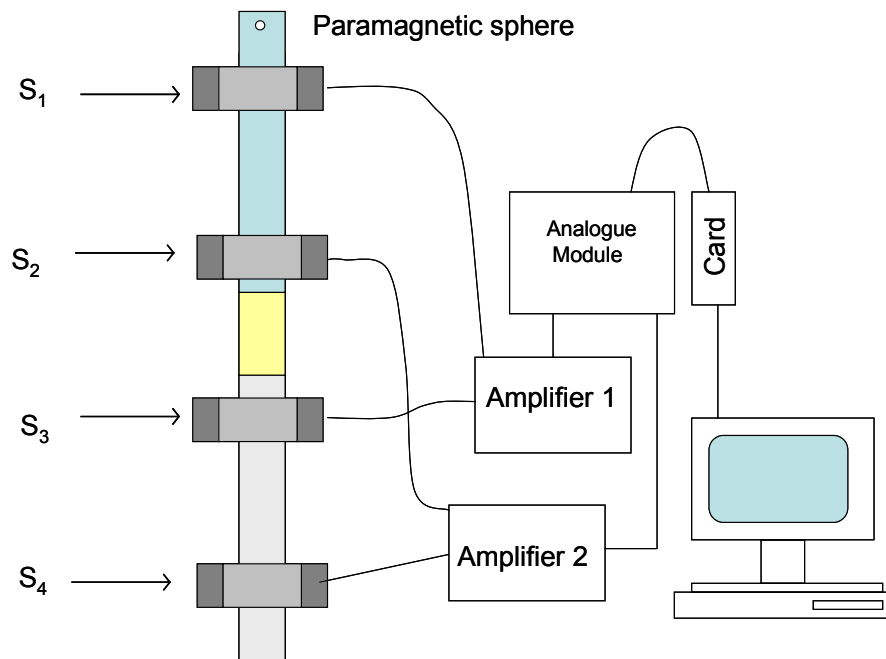 Paramagnetic sphere
S₁
S₂
S₃
S₄
Analogue
Module
Card
Amplifier 1
Amplifier 2